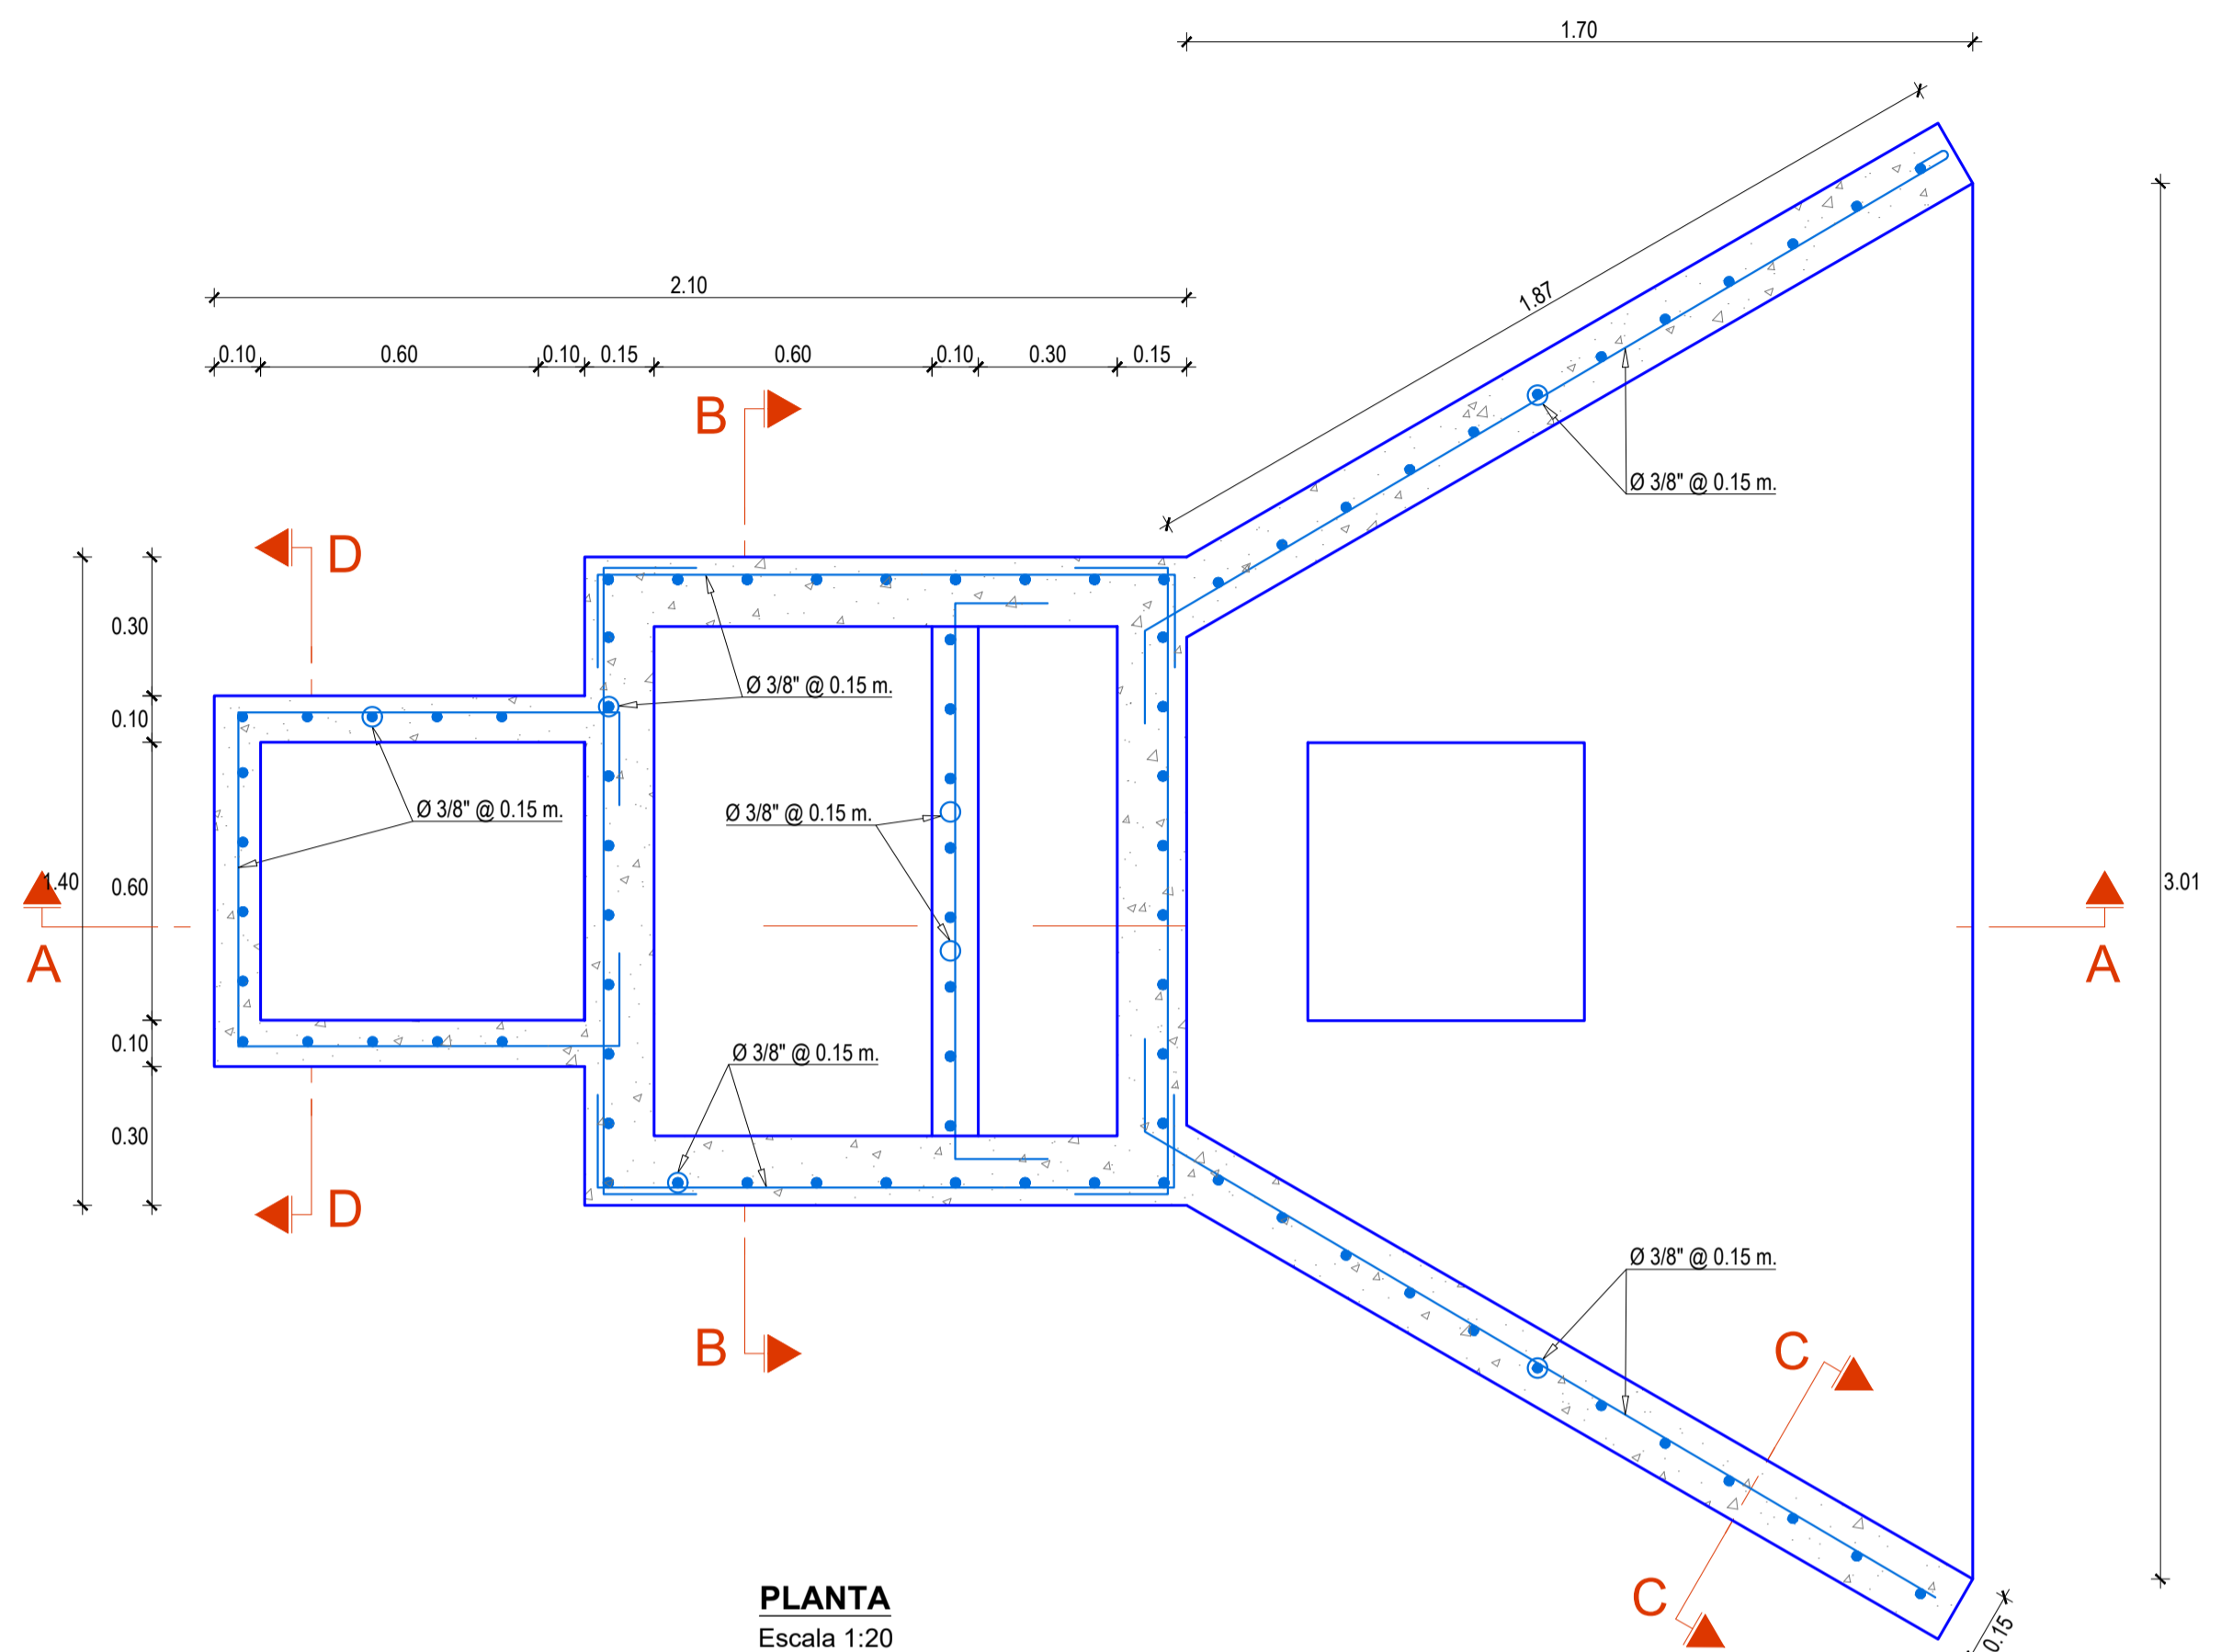 1.70
2.10
1.87
0.10 0.60 0.10 0.15 0.60 0.10 0.30 0.15
B
Ø 3/8" @ 0.15 m.
D
0.30
Ø 3/8" @ 0.15 m.
0.10
Ø 3/8" @ 0.15 m.
Ø 3/8" @ 0.15 m.
1.40
0.60
3.01
A
A
0.10
Ø 3/8" @ 0.15 m.
0.30
D
Ø 3/8" @ 0.15 m.
B
C
C
PLANTA
Escala 1:20
0.15